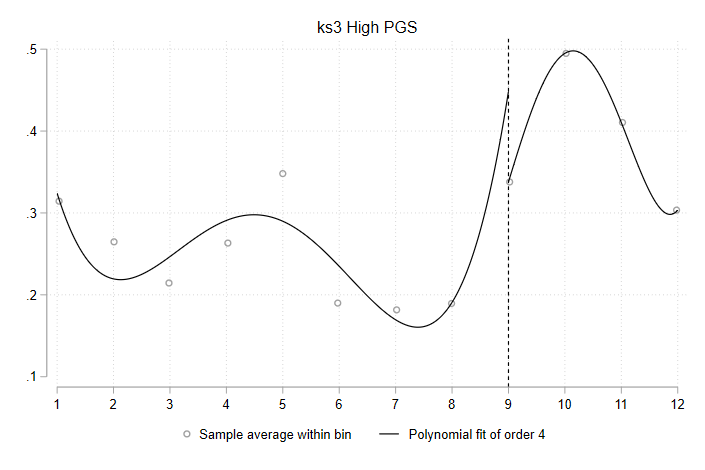 ks3 High PGS
.5
.4
.3
.2
.1
1 2 3 4 5 6 7 8 9 10 11 12
Sample average within bin Polynomial fit of order 4